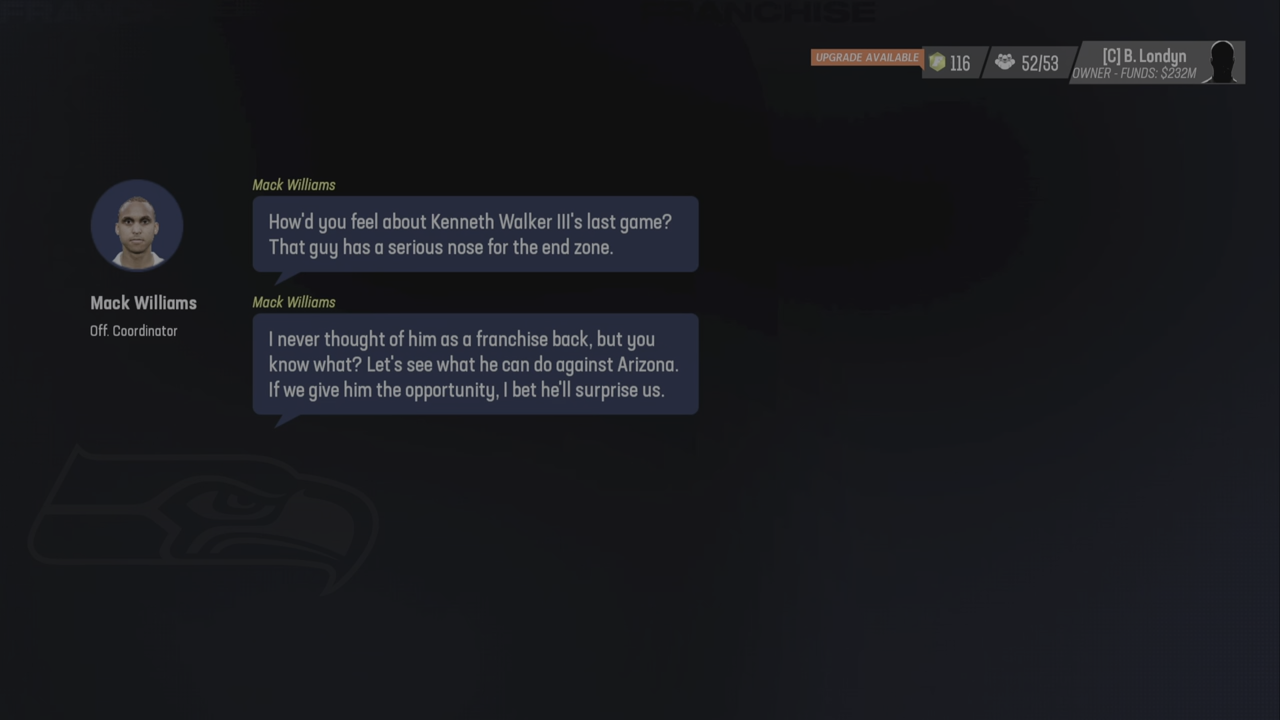 ANCHISE
UPGRADE AVAILABLE
116
52/53
[C] B. Londyn
OWNER - FUNDS: $232M
Mack Williams
How'd you feel about Kenneth Walker III's last game?
That guy has a serious nose for the end zone.
Mack Williams
Off. Coordinator
Mack Williams
I never thought of him as a franchise back, but you
know what? Let's see what he can do against Arizona.
If we give him the opportunity, I bet he'll surprise us.